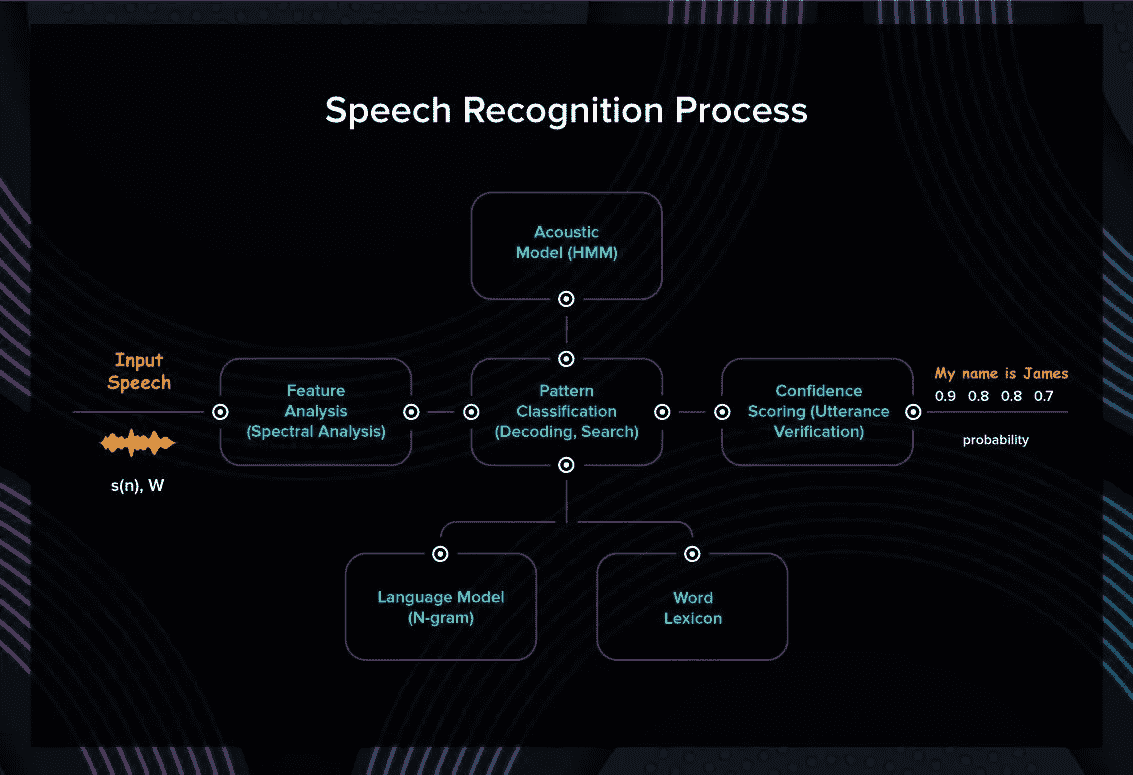 Speech Recognition Process
Acoustic
Model (HMM)
Input
Speech
s(n), W
Feature
Analysis
(Spectral Analysis)
Pattern
Classification
(Decoding, Search)
Confidence
Scoring (Utterance
Verification)
My name is James
0.9 0.8 0.8 0.7
probability
Language Model
(N-gram)
Word
Lexicon